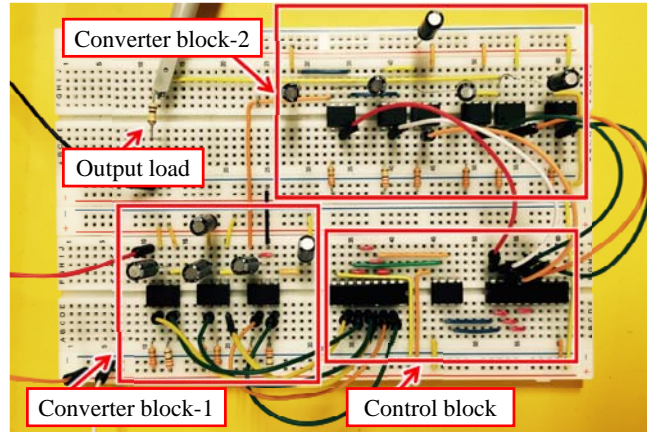 Converter block-2
Output load
Converter block-1
Control block